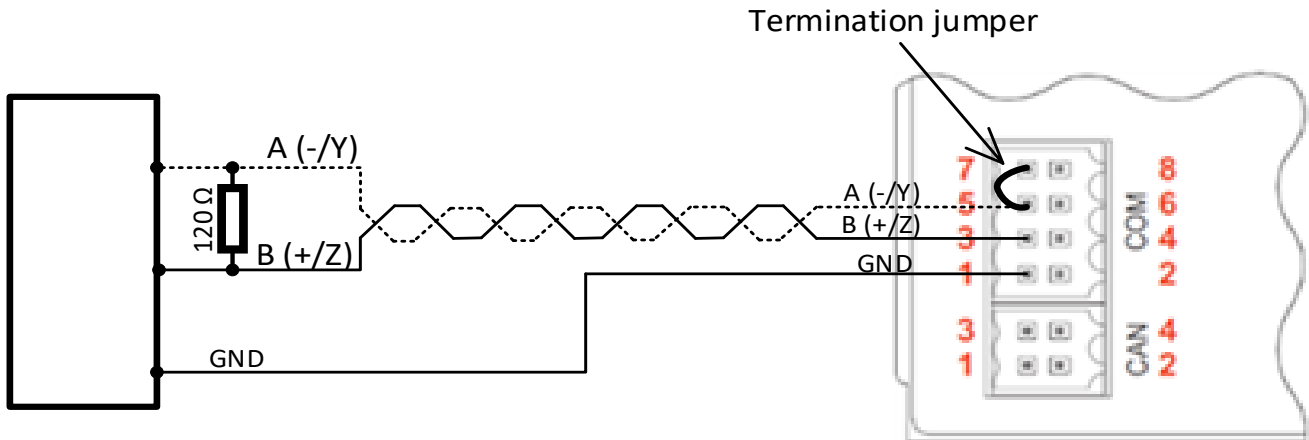 Termination jumper
A (-/Y)
120 Ω
B (+/Z)
GND
A (-/Y)
B (+/Z)
GND
7 8
5 6
3 4
1 2
COM
3 4
1 2
CAN